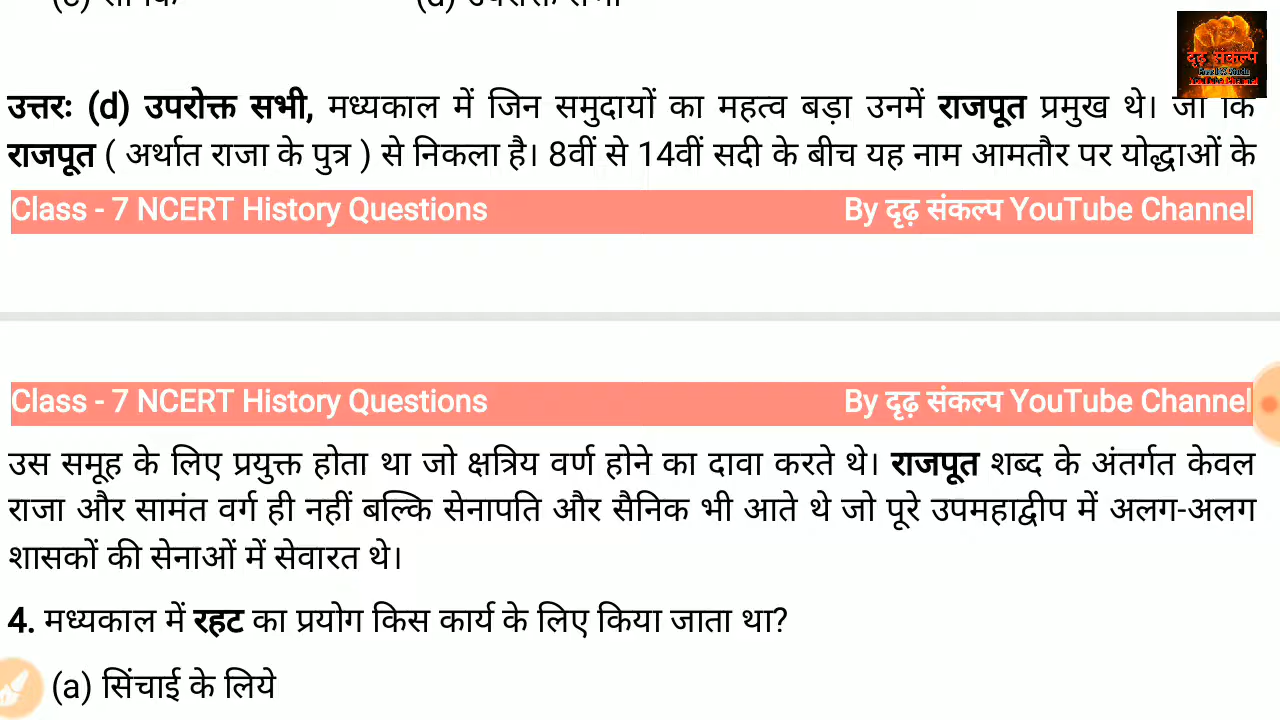 उत्तरः (d) उपरोक्त सभी, मध्यकाल में जिन समुदायों का महत्व बड़ा उनमें राजपूत प्रमुख थे। जो कि
राजपूत ( अर्थात राजा के पुत्र ) से निकला है। 8वीं से 14वीं सदी के बीच यह नाम आमतौर पर योद्धाओं के
Class - 7 NCERT History Questions By दृढ़ संकल्प YouTube Channel
Class - 7 NCERT History Questions By दृढ़ संकल्प YouTube Channel
उस समूह के लिए प्रयुक्त होता था जो क्षत्रिय वर्ण होने का दावा करते थे। राजपूत शब्द के अंतर्गत केवल
राजा और सामंत वर्ग ही नहीं बल्कि सेनापति और सैनिक भी आते थे जो पूरे उपमहाद्वीप में अलग-अलग
शासकों की सेनाओं में सेवारत थे।
4. मध्यकाल में रहट का प्रयोग किस कार्य के लिए किया जाता था?
(a) सिंचाई के लिये
दृढ़ संकल्प